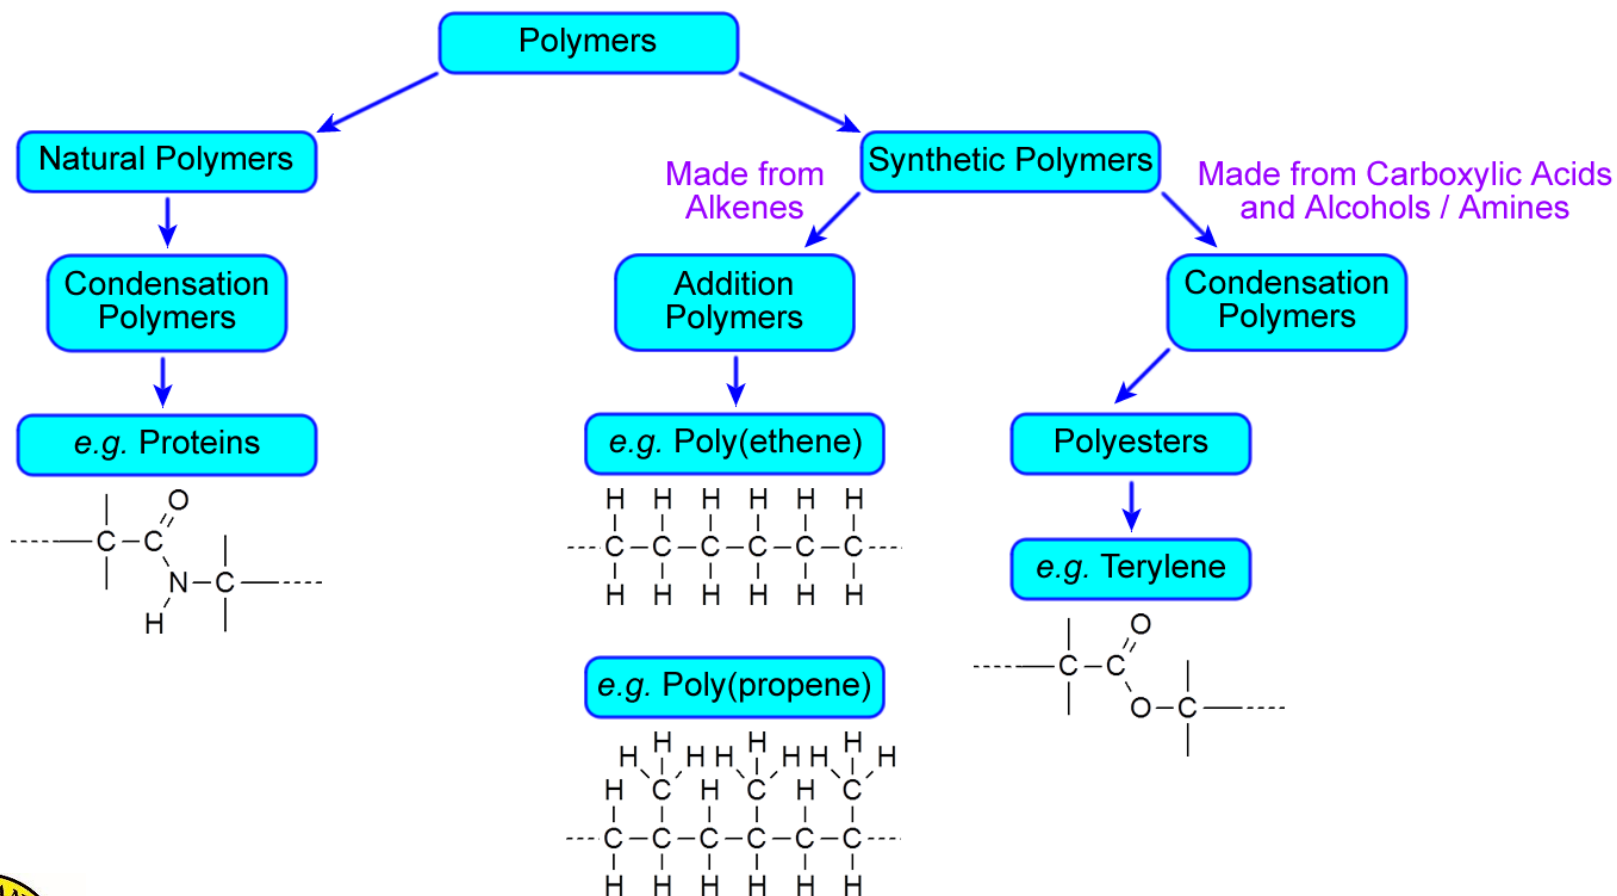 Polymers
Natural Polymers
Synthetic Polymers
Made from
Alkenes
Made from Carboxylic Acids
and Alcohols / Amines
Condensation
Polymers
Addition
Polymers
Condensation
Polymers
e.g. Proteins
e.g. Poly(ethene)
Polyesters
O
C C
N C
H
H H H H H H
C C C C C C
H H H H H H
e.g. Terylene
O
C C
O C
e.g. Poly(propene)
H H H
H H H H H H
H C H C H C
C C C C C C
H H H H H H